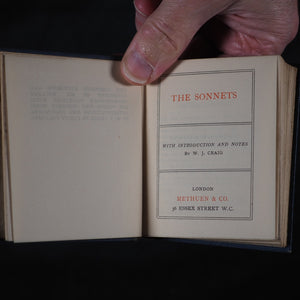 THE SONNETS
WITH INTRODUCTION AND NOTES
BY W. J. CRAIG
LONDON
METHUEN & CO.
36 ESSEX STREET W.C.